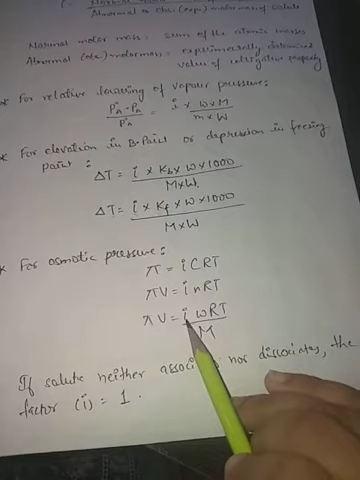 Abnormal or Obs. (exp.) molar mass of solute
Normal molar mass : sum of the atomic masses
Abnormal (obs.) molar mass : experimentally determined
value of colligative property
* For relative lowering of vapour pressure :
P°A - PA / P°A = i × w × M / m × W
* For elevation in B. Point or depression in freezing
point :
ΔT = i × Kb × w × 1000 / M × W
ΔT = i × Kf × w × 1000 / M × W
* For osmotic pressure :
π = i CRT
πV = i nRT
πV = i wRT / M
If solute neither nor dissociates, the
factor (i) = 1.